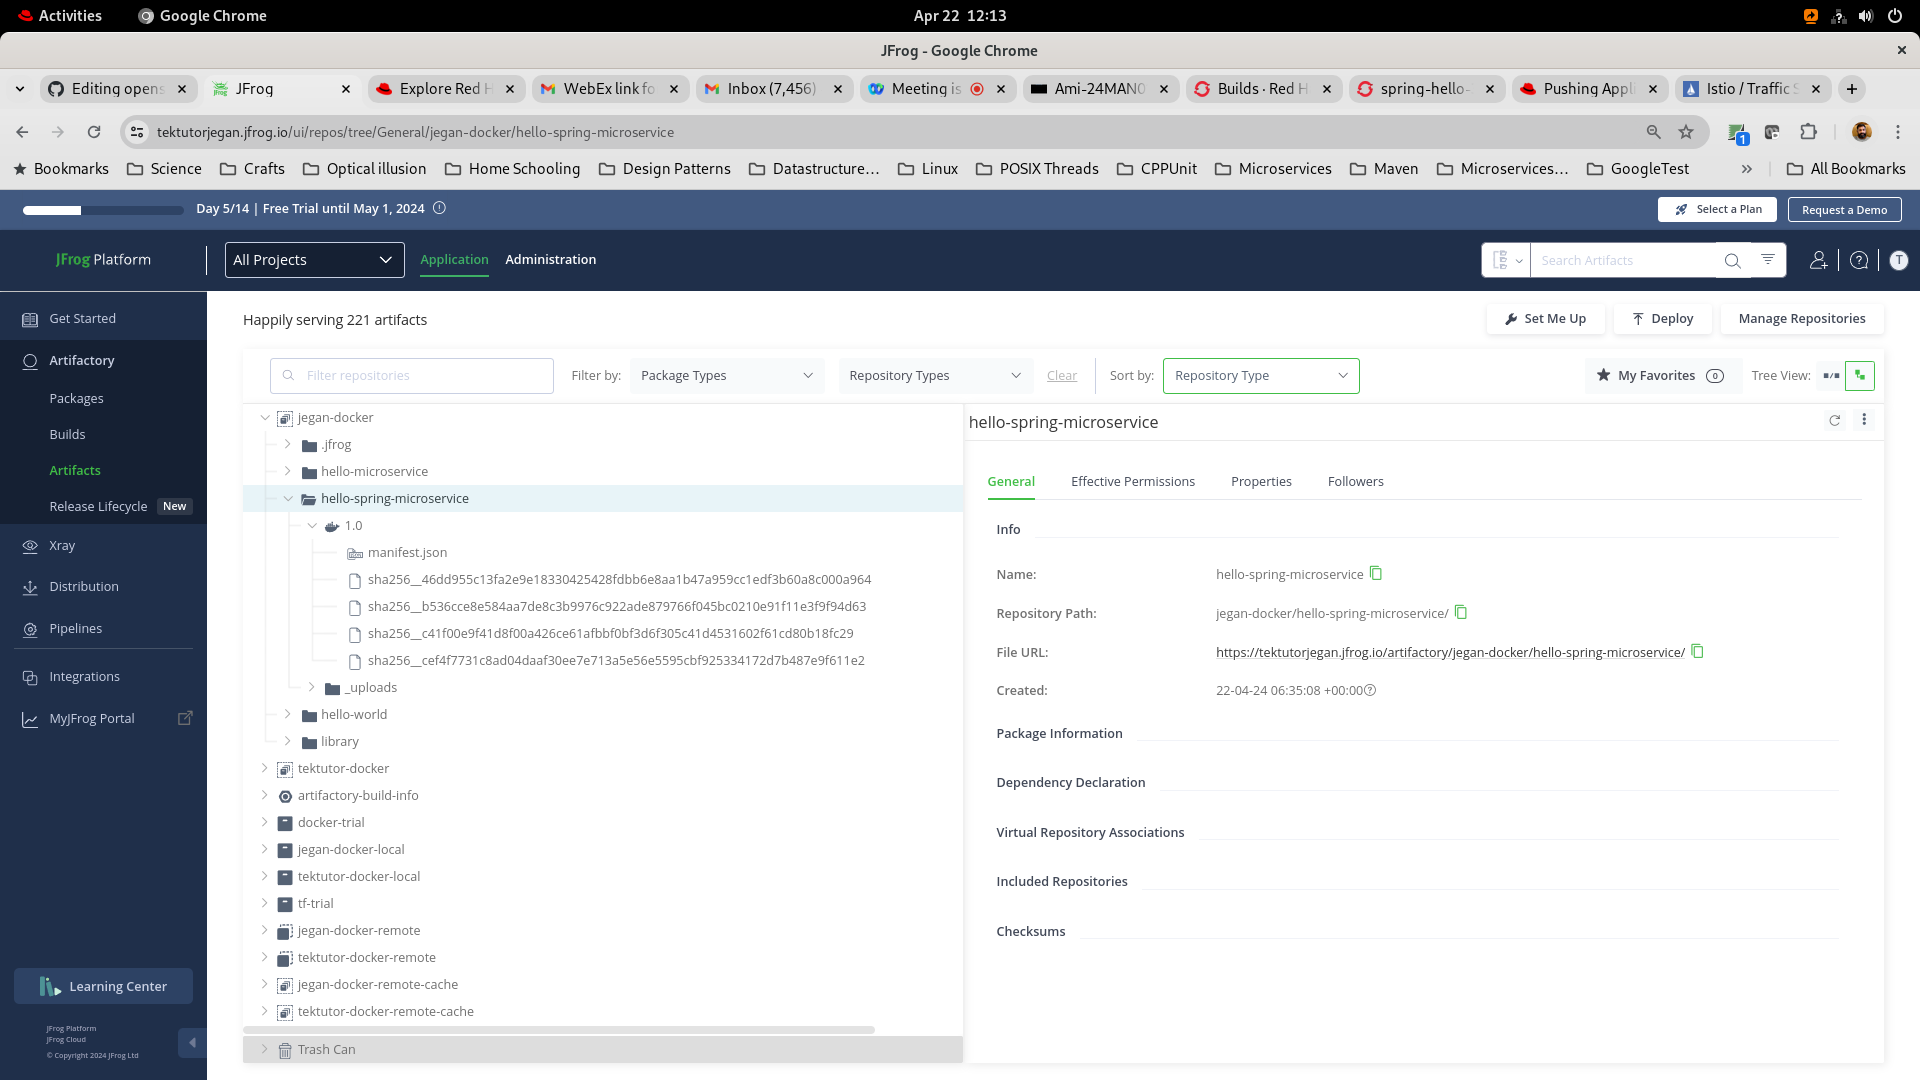 Activities
Google Chrome
Apr 22 12:13
JFrog - Google Chrome
Editing opens
JFrog
Explore Red H
WebEx link fo
Inbox (7,456)
Meeting is
Ami-24MAN0
Builds · Red H
spring-hello-
Pushing Appli
Istio / Traffic S
tektutorjegan.jfrog.io/ui/repos/tree/General/jegan-docker/hello-spring-microservice
1
Bookmarks
Science
Crafts
Optical illusion
Home Schooling
Design Patterns
Datastructure...
Linux
POSIX Threads
CPPUnit
Microservices
Maven
Microservices...
GoogleTest
»
All Bookmarks
Day 5/14 | Free Trial until May 1, 2024
Select a Plan
Request a Demo
JFrog Platform
All Projects
Application
Administration
Search Artifacts
T
Get Started
Artifactory
Packages
Builds
Artifacts
Release Lifecycle New
Xray
Distribution
Pipelines
Integrations
MyJFrog Portal
Learning Center
JFrog Platform
JFrog Cloud
© Copyright 2024 JFrog Ltd
Happily serving 221 artifacts
Set Me Up
Deploy
Manage Repositories
Filter repositories
Filter by:
Package Types
Repository Types
Clear
Sort by:
Repository Type
My Favorites 0
Tree View:
jegan-docker
.jfrog
hello-microservice
hello-spring-microservice
1.0
manifest.json
sha256__46dd955c13fa2e9e18330425428fdbb6e8aa1b47a959cc1edf3b60a8c000a964
sha256__b536cce8e584aa7de8c3b9976c922ade879766f045bc0210e91f11e3f9f94d63
sha256__c41f00e9f41d8f00a426ce61afbbf0bf3d6f305c41d4531602f61cd80b18fc29
sha256__cef4f7731c8ad04daaf30ee7e713a5e56e5595cbf925334172d7b487e9f611e2
_uploads
hello-world
library
tektutor-docker
artifactory-build-info
docker-trial
jegan-docker-local
tektutor-docker-local
tf-trial
jegan-docker-remote
tektutor-docker-remote
jegan-docker-remote-cache
tektutor-docker-remote-cache
Trash Can
hello-spring-microservice
General
Effective Permissions
Properties
Followers
Info
Name: hello-spring-microservice
Repository Path: jegan-docker/hello-spring-microservice/
File URL: https://tektutorjegan.jfrog.io/artifactory/jegan-docker/hello-spring-microservice/
Created: 22-04-24 06:35:08 +00:00
Package Information
Dependency Declaration
Virtual Repository Associations
Included Repositories
Checksums